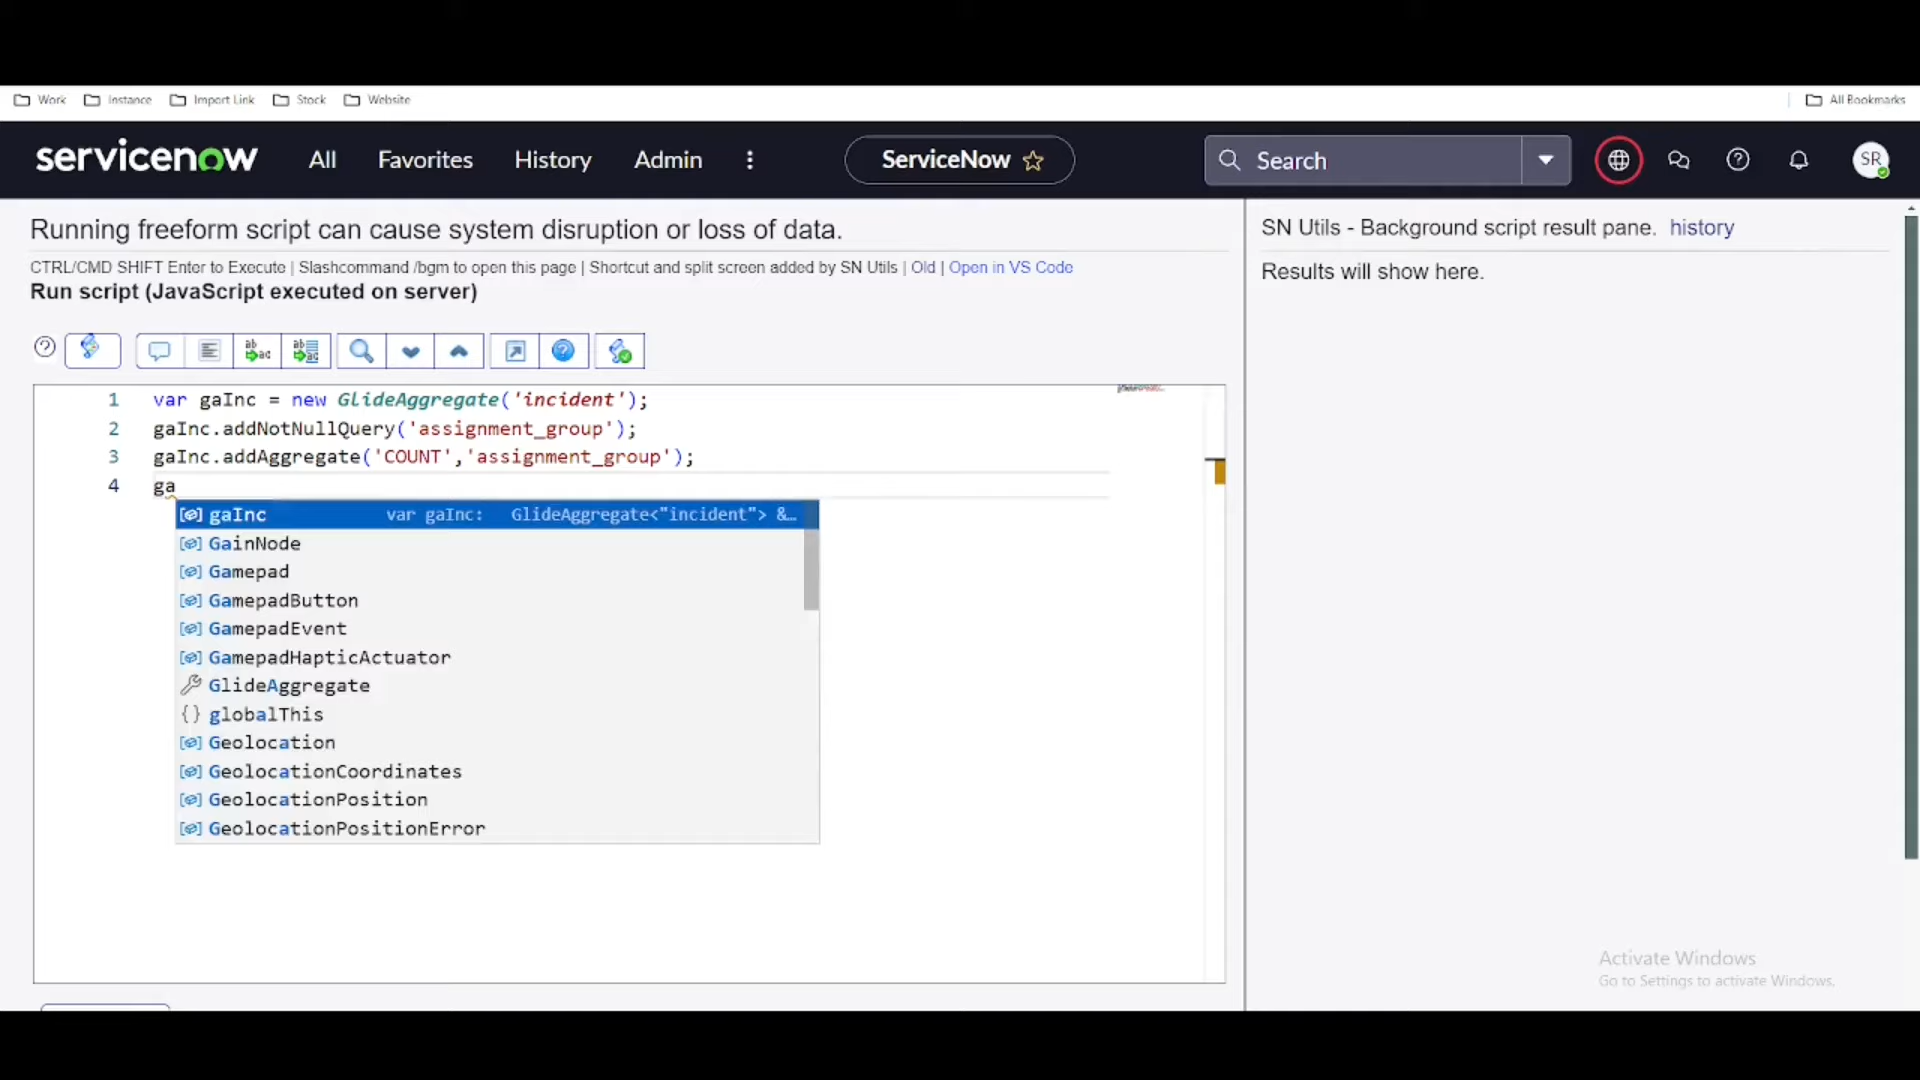 Work Instance Import Link Stock Website All Bookmarks
servicenow All Favorites History Admin ServiceNow Search SR
Running freeform script can cause system disruption or loss of data.
CTRL/CMD SHIFT Enter to Execute | Slashcommand /bgm to open this page | Shortcut and split screen added by SN Utils | Old | Open in VS Code
Run script (JavaScript executed on server)
SN Utils - Background script result pane. history
Results will show here.
1 var gaInc = new GlideAggregate('incident');
2 gaInc.addNotNullQuery('assignment_group');
3 gaInc.addAggregate('COUNT','assignment_group');
4 ga
gaInc var gaInc: GlideAggregate<"incident"> &…
GainNode
Gamepad
GamepadButton
GamepadEvent
GamepadHapticActuator
GlideAggregate
globalThis
Geolocation
GeolocationCoordinates
GeolocationPosition
GeolocationPositionError
Activate Windows
Go to Settings to activate Windows.